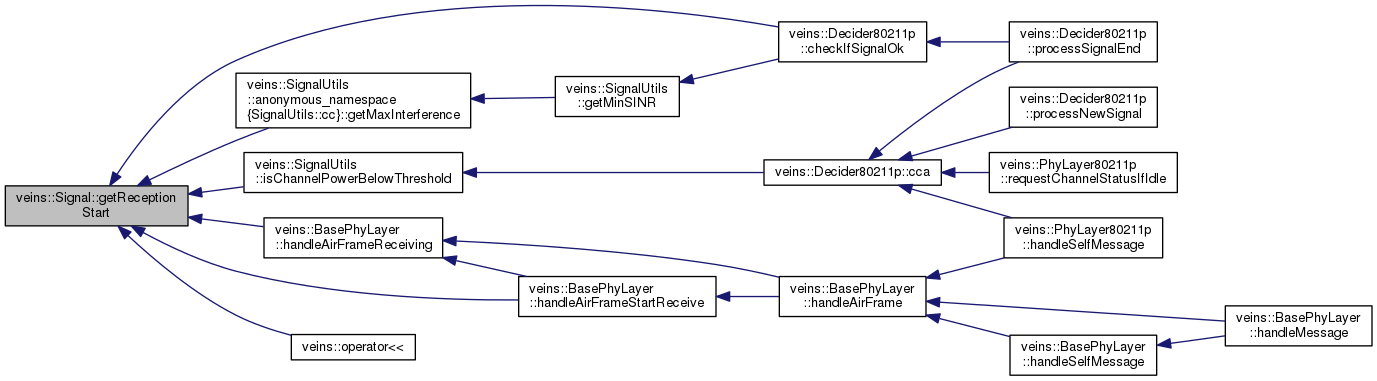 veins::Signal::getReception
Start
veins::Decider80211p
::checkIfSignalOk
veins::Decider80211p
::processSignalEnd
veins::SignalUtils
::anonymous_namespace
{SignalUtils::cc}::getMaxInterference
veins::SignalUtils
::getMinSINR
veins::Decider80211p
::processNewSignal
veins::SignalUtils
::isChannelPowerBelowThreshold
veins::Decider80211p::cca
veins::PhyLayer80211p
::requestChannelStatusIfIdle
veins::BasePhyLayer
::handleAirFrameReceiving
veins::PhyLayer80211p
::handleSelfMessage
veins::BasePhyLayer
::handleAirFrameStartReceive
veins::BasePhyLayer
::handleAirFrame
veins::BasePhyLayer
::handleMessage
veins::operator<<
veins::BasePhyLayer
::handleSelfMessage